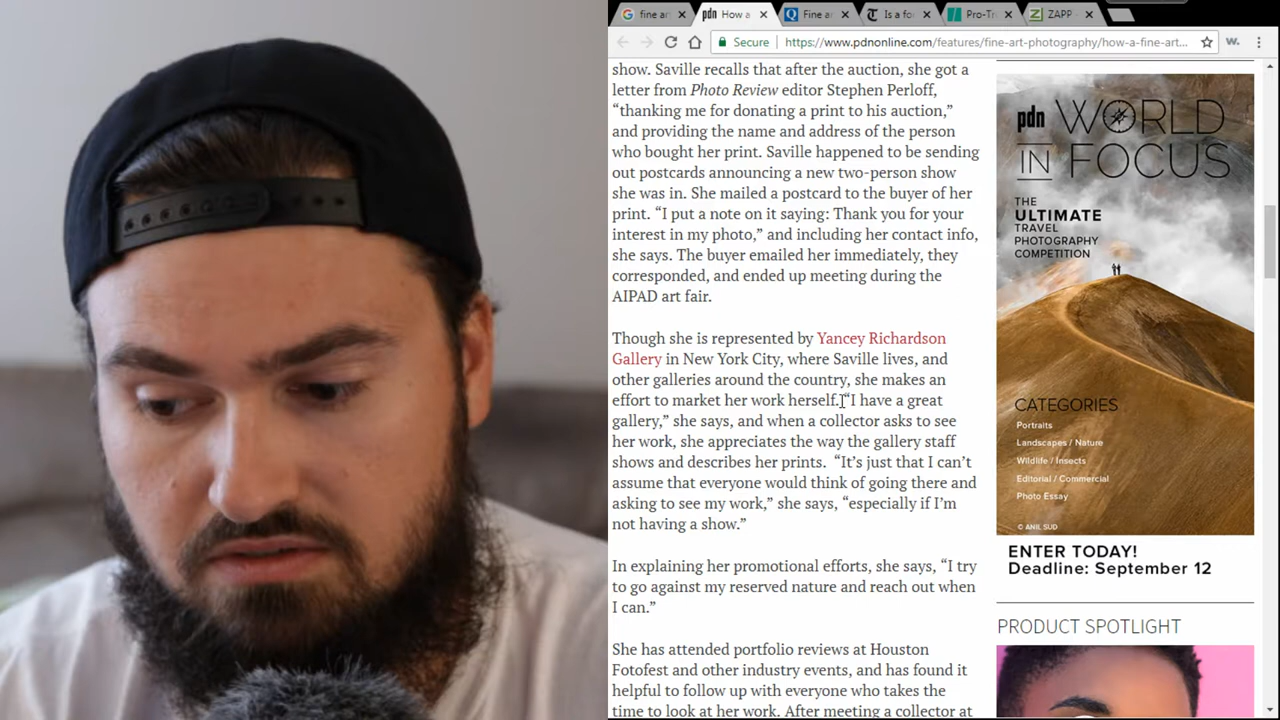 fine ar
pdn How a
Q Fine a
T Is a fo
Pro-Tr
Z ZAPP
Secure
https://www.pdnonline.com/features/fine-art-photography/how-a-fine-art...
w.
show. Saville recalls that after the auction, she got a
letter from Photo Review editor Stephen Perloff,
“thanking me for donating a print to his auction,”
and providing the name and address of the person
who bought her print. Saville happened to be sending
out postcards announcing a new two-person show
she was in. She mailed a postcard to the buyer of her
print. “I put a note on it saying: Thank you for your
interest in my photo,” and including her contact info,
she says. The buyer emailed her immediately, they
corresponded, and ended up meeting during the
AIPAD art fair.
Though she is represented by Yancey Richardson
Gallery in New York City, where Saville lives, and
other galleries around the country, she makes an
effort to market her work herself. “I have a great
gallery,” she says, and when a collector asks to see
her work, she appreciates the way the gallery staff
shows and describes her prints. “It’s just that I can’t
assume that everyone would think of going there and
asking to see my work,” she says, “especially if I’m
not having a show.”
In explaining her promotional efforts, she says, “I try
to go against my reserved nature and reach out when
I can.”
She has attended portfolio reviews at Houston
Fotofest and other industry events, and has found it
helpful to follow up with everyone who takes the
time to look at her work. After meeting a collector at
pdn WORLD
IN FOCUS
THE
ULTIMATE
TRAVEL
PHOTOGRAPHY
COMPETITION
CATEGORIES
Portraits
Landscapes / Nature
Wildlife / Insects
Editorial / Commercial
Photo Essay
© ANIL SUD
ENTER TODAY!
Deadline: September 12
PRODUCT SPOTLIGHT